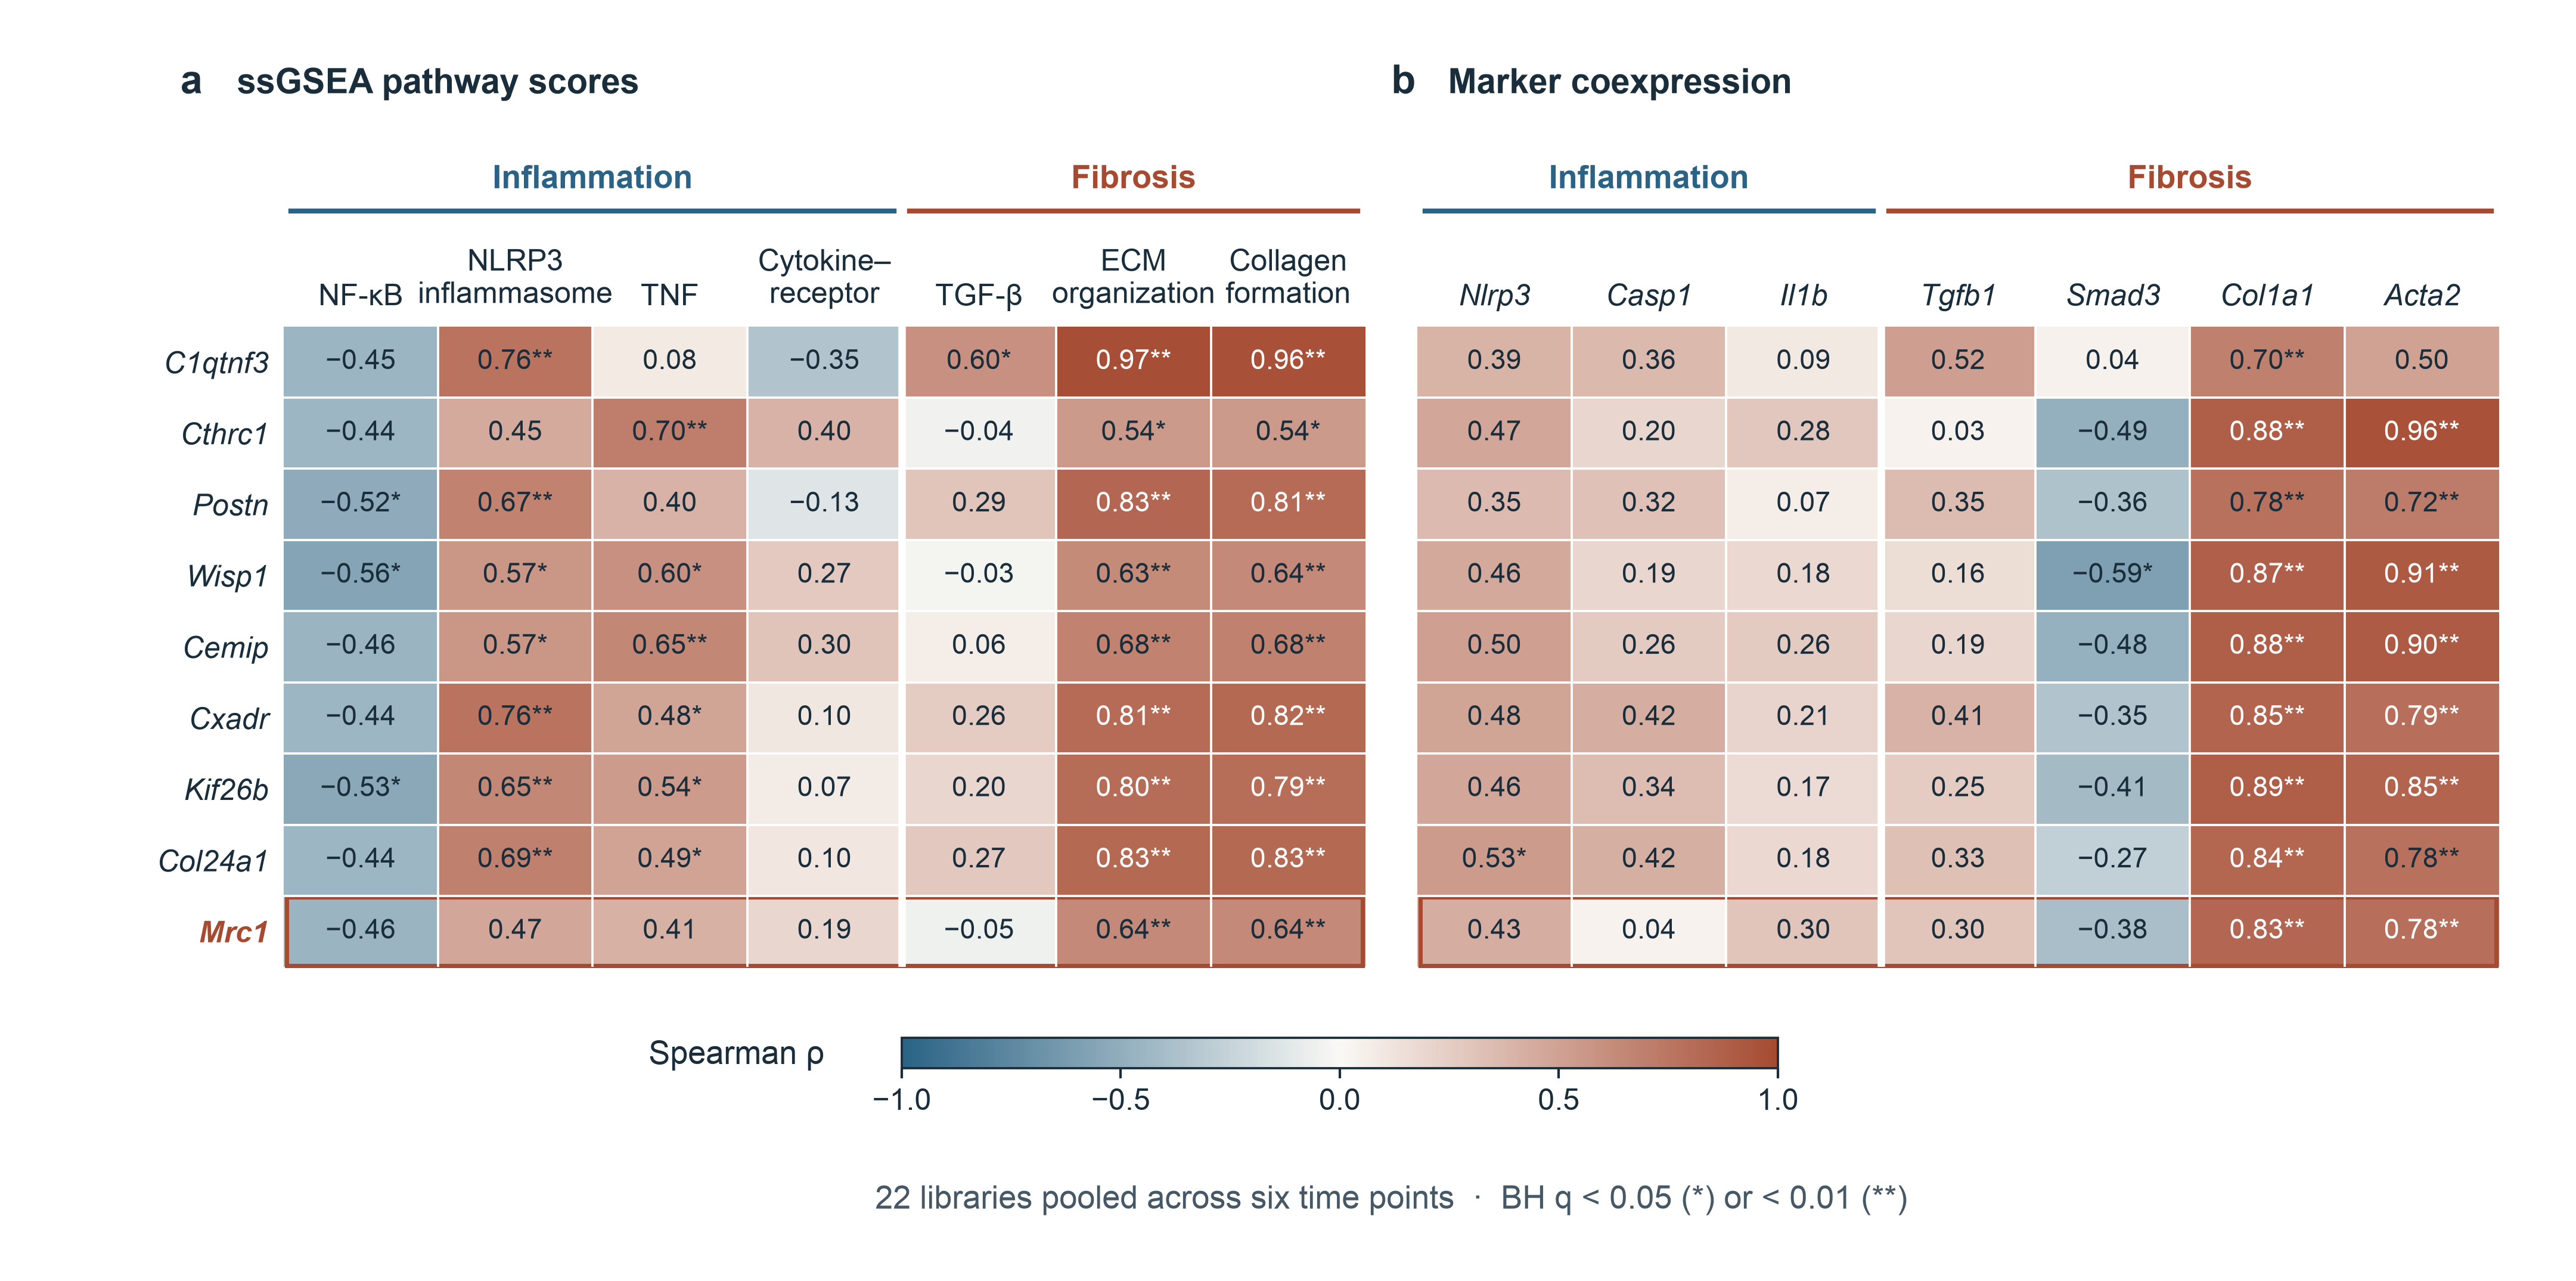 a ssGSEA pathway scores
b Marker coexpression
Inflammation Fibrosis Inflammation Fibrosis
NLRP3 Cytokine– ECM Collagen
NF-κB inflammasome TNF receptor TGF-β organization formation Nlrp3 Casp1 Il1b Tgfb1 Smad3 Col1a1 Acta2
C1qtnf3 −0.45 0.76** 0.08 −0.35 0.60* 0.97** 0.96** 0.39 0.36 0.09 0.52 0.04 0.70** 0.50
Cthrc1 −0.44 0.45 0.70** 0.40 −0.04 0.54* 0.54* 0.47 0.20 0.28 0.03 −0.49 0.88** 0.96**
Postn −0.52* 0.67** 0.40 −0.13 0.29 0.83** 0.81** 0.35 0.32 0.07 0.35 −0.36 0.78** 0.72**
Wisp1 −0.56* 0.57* 0.60* 0.27 −0.03 0.63** 0.64** 0.46 0.19 0.18 0.16 −0.59* 0.87** 0.91**
Cemip −0.46 0.57* 0.65** 0.30 0.06 0.68** 0.68** 0.50 0.26 0.26 0.19 −0.48 0.88** 0.90**
Cxadr −0.44 0.76** 0.48* 0.10 0.26 0.81** 0.82** 0.48 0.42 0.21 0.41 −0.35 0.85** 0.79**
Kif26b −0.53* 0.65** 0.54* 0.07 0.20 0.80** 0.79** 0.46 0.34 0.17 0.25 −0.41 0.89** 0.85**
Col24a1 −0.44 0.69** 0.49* 0.10 0.27 0.83** 0.83** 0.53* 0.42 0.18 0.33 −0.27 0.84** 0.78**
Mrc1 −0.46 0.47 0.41 0.19 −0.05 0.64** 0.64** 0.43 0.04 0.30 0.30 −0.38 0.83** 0.78**
Spearman ρ
−1.0 −0.5 0.0 0.5 1.0
22 libraries pooled across six time points · BH q < 0.05 (*) or < 0.01 (**)